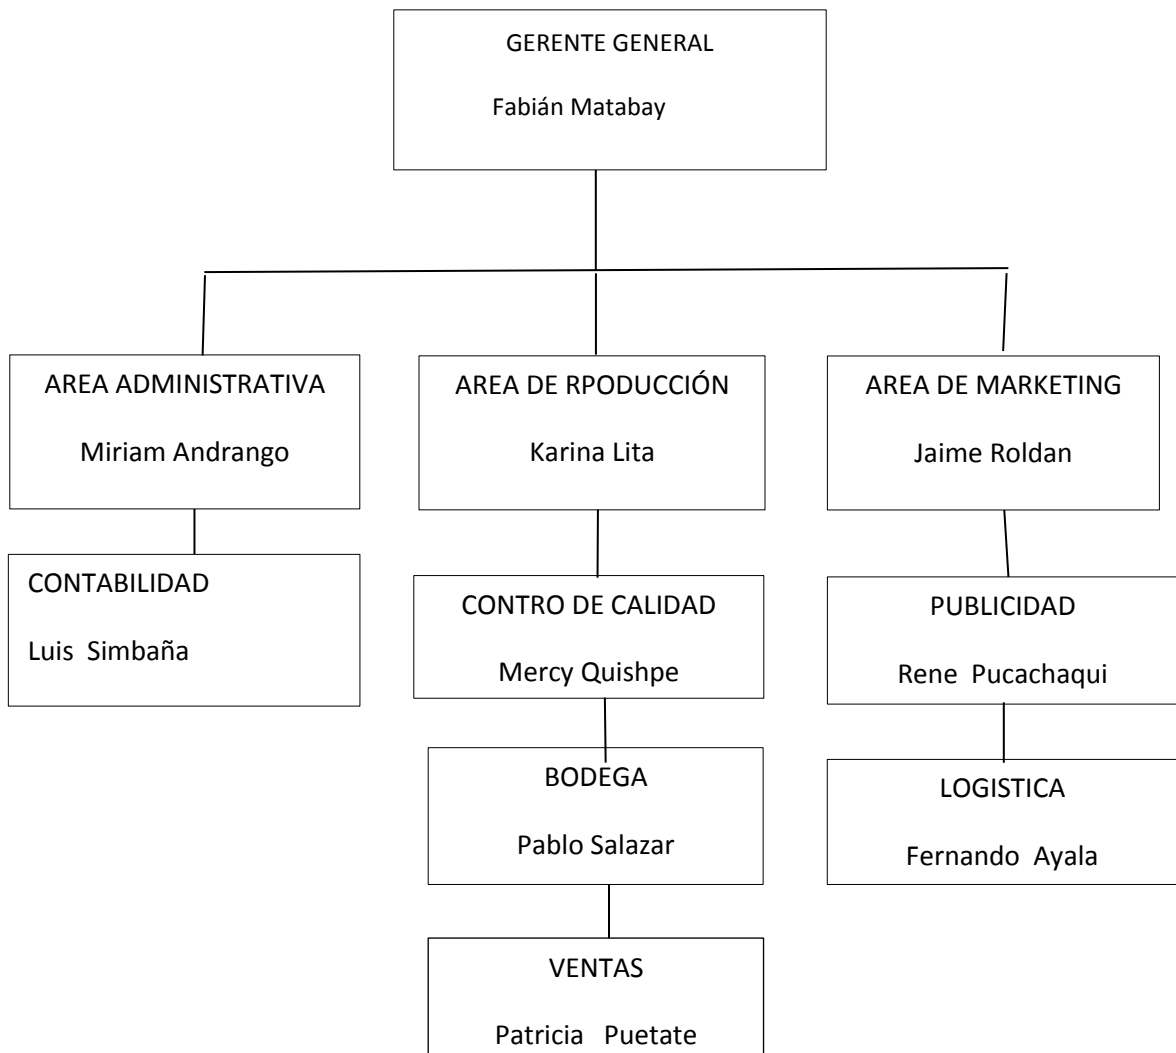 GERENTE GENERAL
Fabián Matabay
AREA ADMINISTRATIVA
Miriam Andrango
AREA DE RPODUCCIÓN
Karina Lita
AREA DE MARKETING
Jaime Roldan
CONTABILIDAD
Luis Simbaña
CONTRO DE CALIDAD
Mercy Quishpe
PUBLICIDAD
Rene Pucachaqui
BODEGA
Pablo Salazar
LOGISTICA
Fernando Ayala
VENTAS
Patricia Puetate